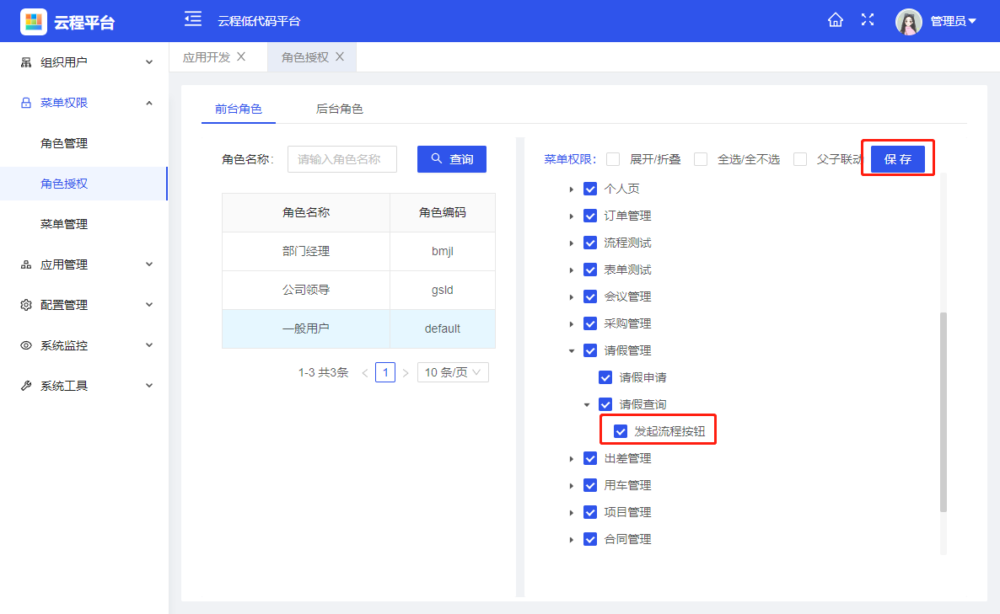 云程平台
云程低代码平台
管理员
组织用户
菜单权限
角色管理
角色授权
菜单管理
应用管理
配置管理
系统监控
系统工具
应用开发
角色授权
前台角色
后台角色
角色名称:
请输入角色名称
查询
角色名称 角色编码
部门经理 bmjl
公司领导 gsld
一般用户 default
1-3 共3条
1
10 条/页
菜单权限:
展开/折叠
全选/全不选
父子联动
保存
个人页
订单管理
流程测试
表单测试
会议管理
采购管理
请假管理
请假申请
请假查询
发起流程按钮
出差管理
用车管理
项目管理
合同管理